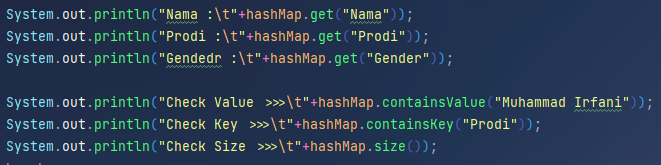 System.out.println("Nama :\t"+hashMap.get("Nama"));
System.out.println("Prodi :\t"+hashMap.get("Prodi"));
System.out.println("Gendedr :\t"+hashMap.get("Gender"));
System.out.println("Check Value >>>\t"+hashMap.containsValue("Muhammad Irfani"));
System.out.println("Check Key >>>\t"+hashMap.containsKey("Prodi"));
System.out.println("Check Size >>>\t"+hashMap.size());